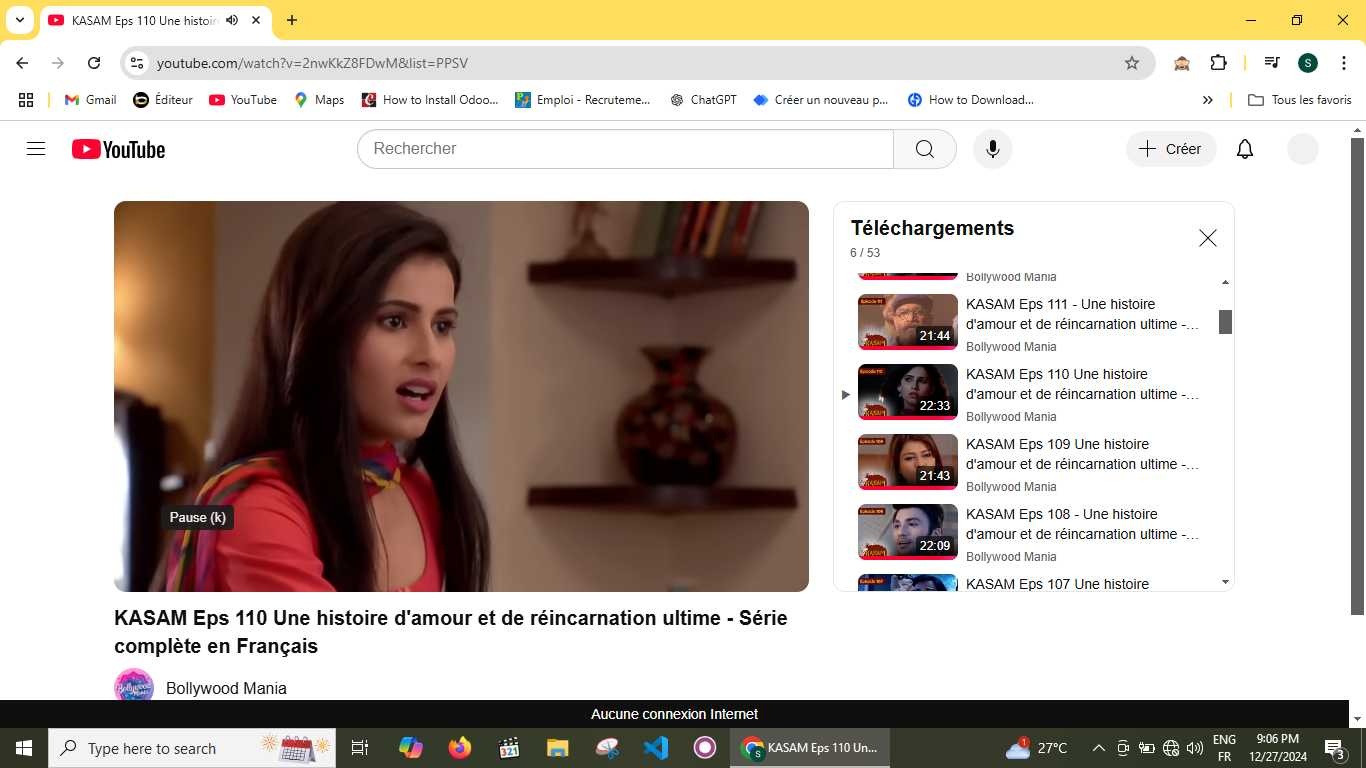 KASAM Eps 110 Une histoir
youtube.com/watch?v=2nwKkZ8FDwM&list=PPSV
S
Gmail
Éditeur
YouTube
Maps
How to Install Odoo...
Emploi - Recruteme...
ChatGPT
Créer un nouveau p...
How to Download...
Tous les favoris
YouTube
Rechercher
Créer
Téléchargements
6 / 53
Bollywood Mania
KASAM Eps 111 - Une histoire
d'amour et de réincarnation ultime -...
21:44
Bollywood Mania
KASAM Eps 110 Une histoire
d'amour et de réincarnation ultime -...
22:33
Bollywood Mania
KASAM Eps 109 Une histoire
d'amour et de réincarnation ultime -...
21:43
Bollywood Mania
KASAM Eps 108 - Une histoire
d'amour et de réincarnation ultime -...
22:09
Bollywood Mania
KASAM Eps 107 Une histoire
Pause (k)
KASAM Eps 110 Une histoire d'amour et de réincarnation ultime - Série
complète en Français
Bollywood Mania
Aucune connexion Internet
Type here to search
KASAM Eps 110 Un...
27°C
ENG
FR
9:06 PM
12/27/2024
3